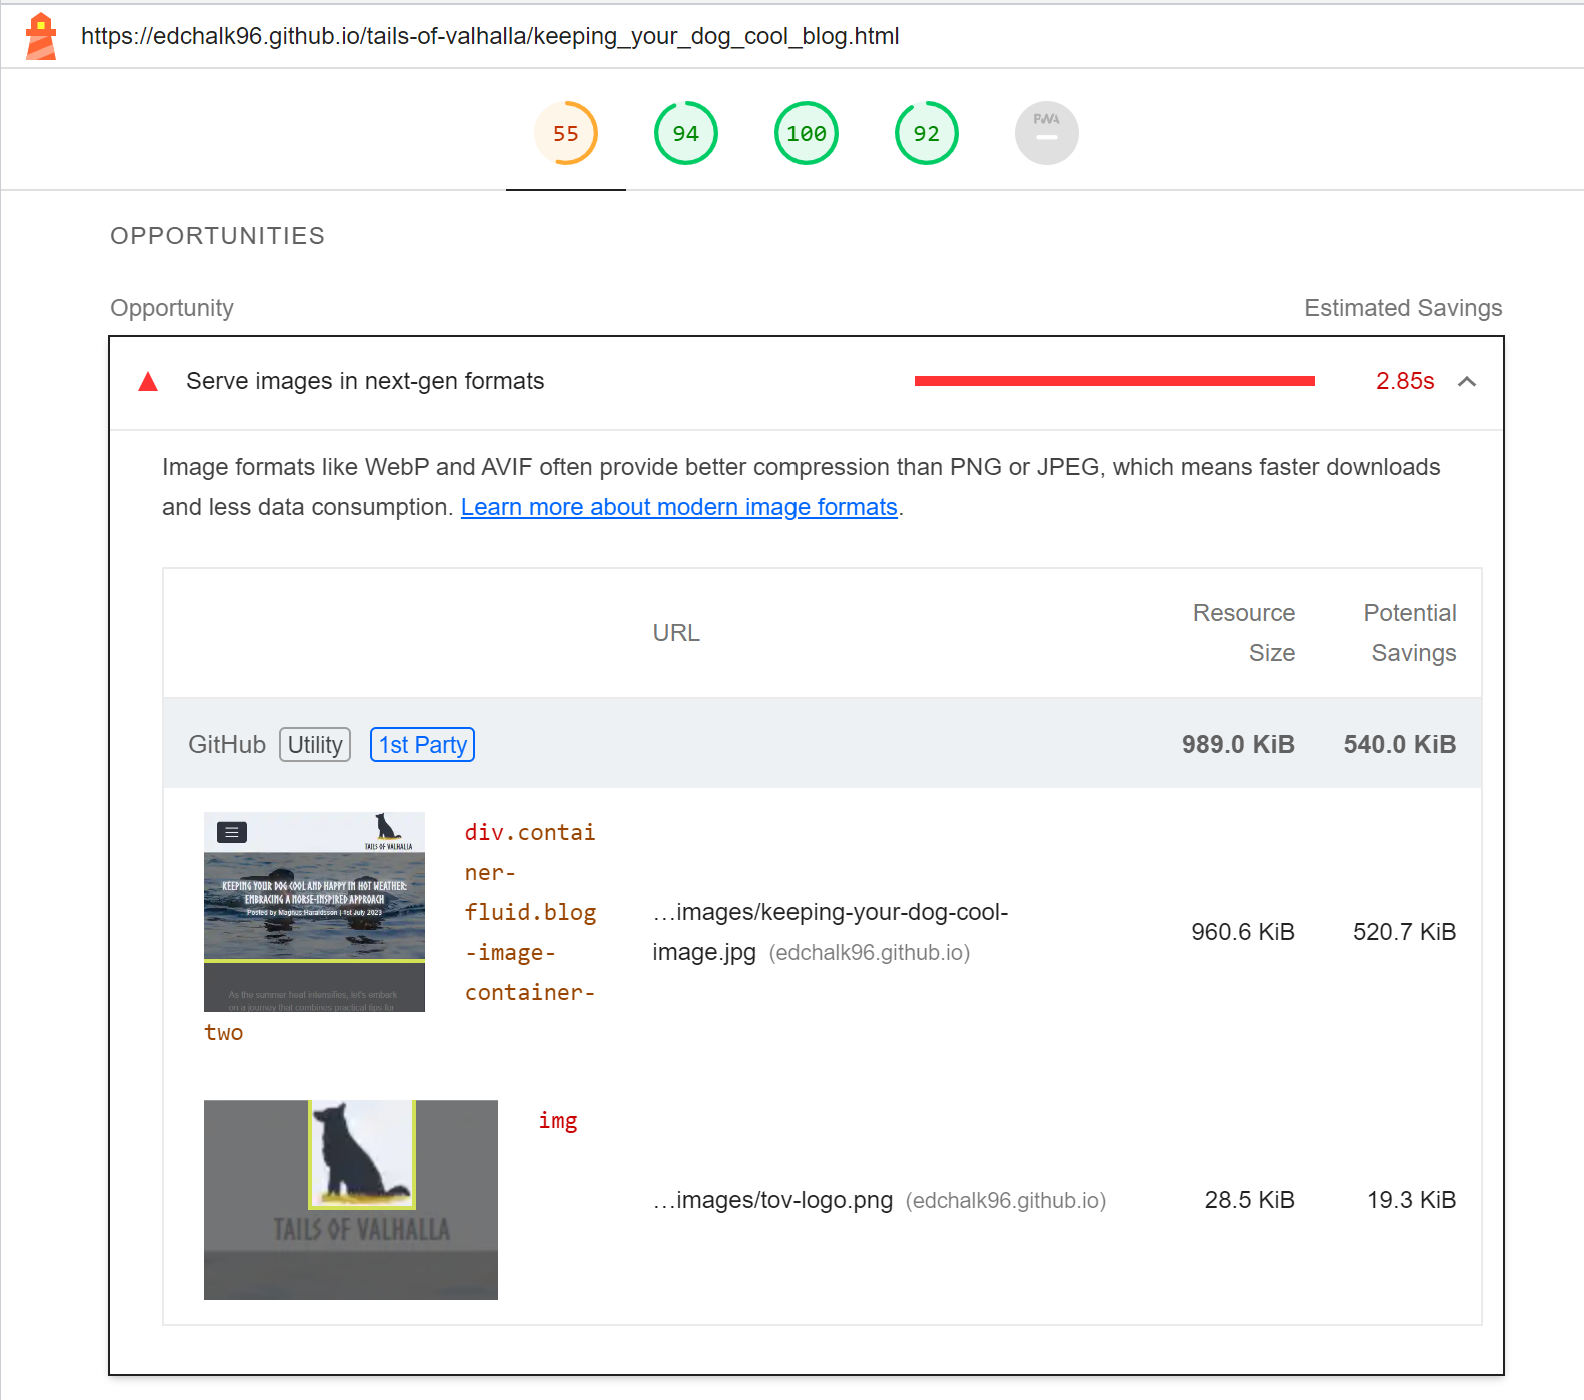 https://edchalk96.github.io/tails-of-valhalla/keeping_your_dog_cool_blog.html
55 94 100 92 PWA
OPPORTUNITIES
Opportunity Estimated Savings
Serve images in next-gen formats 2.85s
Image formats like WebP and AVIF often provide better compression than PNG or JPEG, which means faster downloads
and less data consumption. Learn more about modern image formats.
URL Resource Size Potential Savings
GitHub Utility 1st Party 989.0 KiB 540.0 KiB
TAILS OF VALHALLA
KEEPING YOUR DOG COOL AND HAPPY IN HOT WEATHER:
EMBRACING A NORSE-INSPIRED APPROACH
Posted by Magnus Haraldsson | 1st July 2023
As the summer heat intensifies, let's embark
on a journey that combines practical tips for
div.contai
ner-
fluid.blog
-image-
container-
two
…images/keeping-your-dog-cool-
image.jpg (edchalk96.github.io)
960.6 KiB 520.7 KiB
TAILS OF VALHALLA
img
…images/tov-logo.png (edchalk96.github.io) 28.5 KiB 19.3 KiB